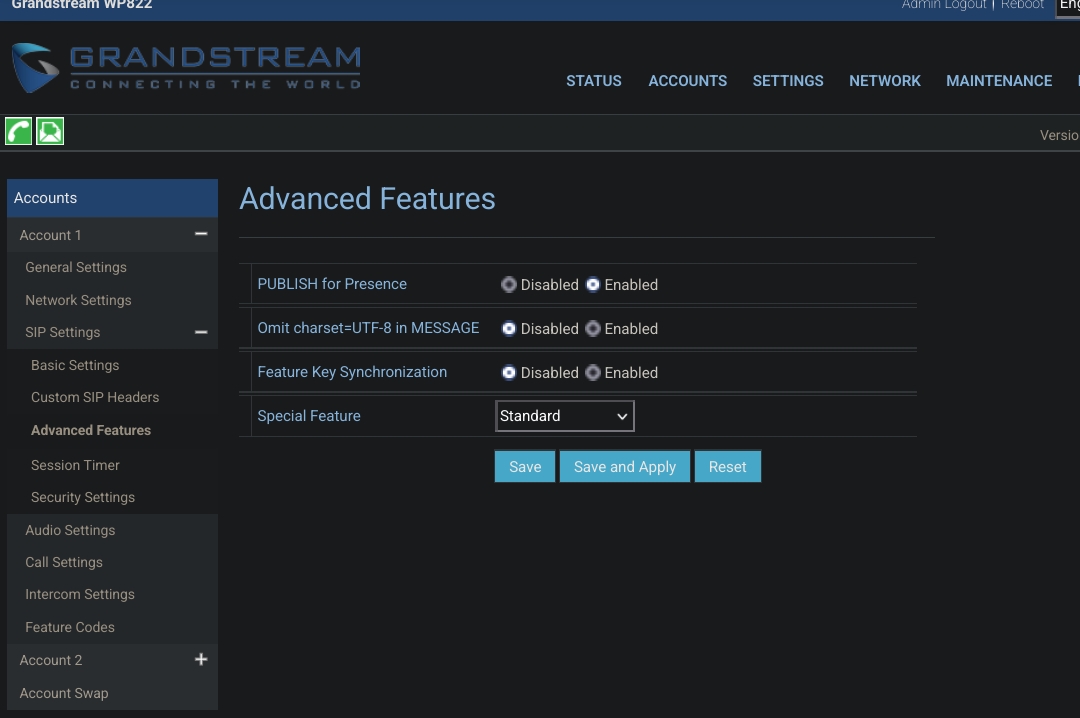 Grandstream WP822
Admin Logout | Reboot
GRANDSTREAM
CONNECTING THE WORLD
STATUS ACCOUNTS SETTINGS NETWORK MAINTENANCE
Accounts
Account 1
General Settings
Network Settings
SIP Settings
Basic Settings
Custom SIP Headers
Advanced Features
Session Timer
Security Settings
Audio Settings
Call Settings
Intercom Settings
Feature Codes
Account 2
Account Swap
Advanced Features
PUBLISH for Presence Disabled Enabled
Omit charset=UTF-8 in MESSAGE Disabled Enabled
Feature Key Synchronization Disabled Enabled
Special Feature Standard
Save Save and Apply Reset